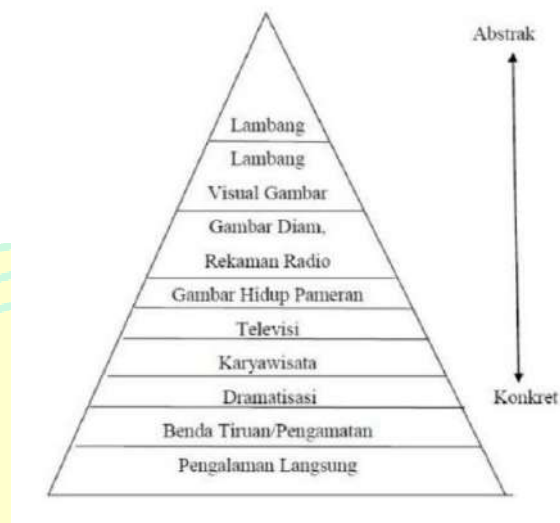 Abstrak
Lambang
Lambang
Visual Gambar
Gambar Diam,
Rekaman Radio
Gambar Hidup Pameran
Televisi
Karyawisata
Dramatisasi
Konkret
Benda Tiruan/Pengamatan
Pengalaman Langsung